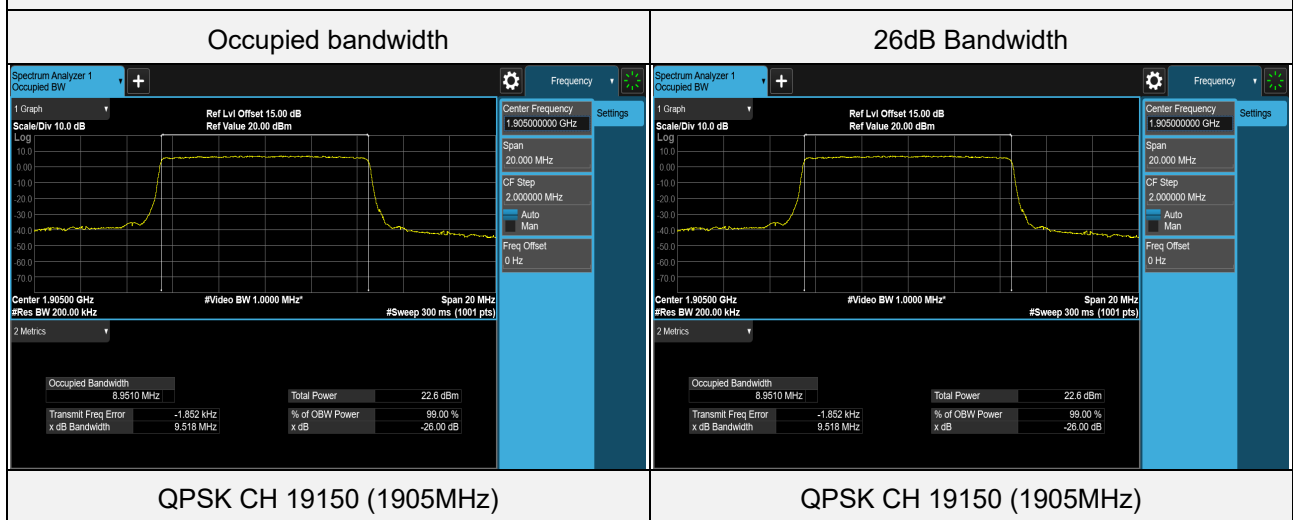 Occupied bandwidth
26dB Bandwidth
Spectrum Analyzer 1
Occupied BW
Frequency
1 Graph
Scale/Div 10.0 dB
Ref Lvl Offset 15.00 dB
Ref Value 20.00 dBm
Log
10.0
0.00
-10.0
-20.0
-30.0
-40.0
-50.0
-60.0
-70.0
Center 1.90500 GHz
#Res BW 200.00 kHz
#Video BW 1.0000 MHz*
Span 20 MHz
#Sweep 300 ms (1001 pts)
Center Frequency
1.905000000 GHz
Settings
Span
20.000 MHz
CF Step
2.000000 MHz
Auto
Man
Freq Offset
0 Hz
2 Metrics
Occupied Bandwidth
8.9510 MHz
Total Power 22.6 dBm
Transmit Freq Error -1.852 kHz % of OBW Power 99.00 %
x dB Bandwidth 9.518 MHz x dB -26.00 dB
Spectrum Analyzer 1
Occupied BW
Frequency
1 Graph
Scale/Div 10.0 dB
Ref Lvl Offset 15.00 dB
Ref Value 20.00 dBm
Log
10.0
0.00
-10.0
-20.0
-30.0
-40.0
-50.0
-60.0
-70.0
Center 1.90500 GHz
#Res BW 200.00 kHz
#Video BW 1.0000 MHz*
Span 20 MHz
#Sweep 300 ms (1001 pts)
Center Frequency
1.905000000 GHz
Settings
Span
20.000 MHz
CF Step
2.000000 MHz
Auto
Man
Freq Offset
0 Hz
2 Metrics
Occupied Bandwidth
8.9510 MHz
Total Power 22.6 dBm
Transmit Freq Error -1.852 kHz % of OBW Power 99.00 %
x dB Bandwidth 9.518 MHz x dB -26.00 dB
QPSK CH 19150 (1905MHz)
QPSK CH 19150 (1905MHz)